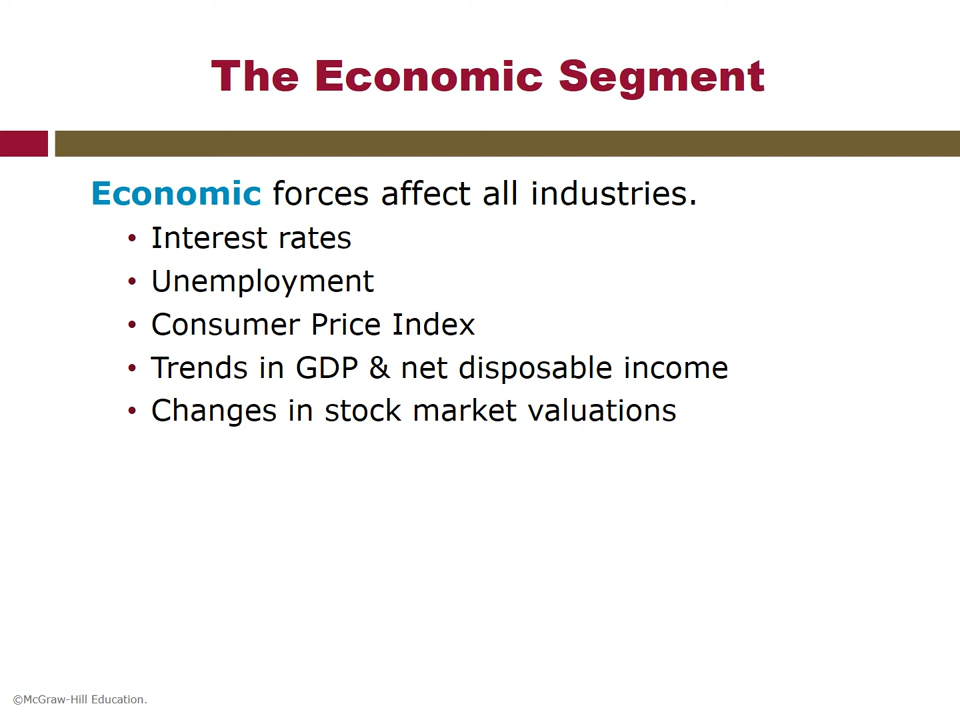 The Economic Segment
Economic forces affect all industries.
• Interest rates
• Unemployment
• Consumer Price Index
• Trends in GDP & net disposable income
• Changes in stock market valuations
©McGraw-Hill Education.